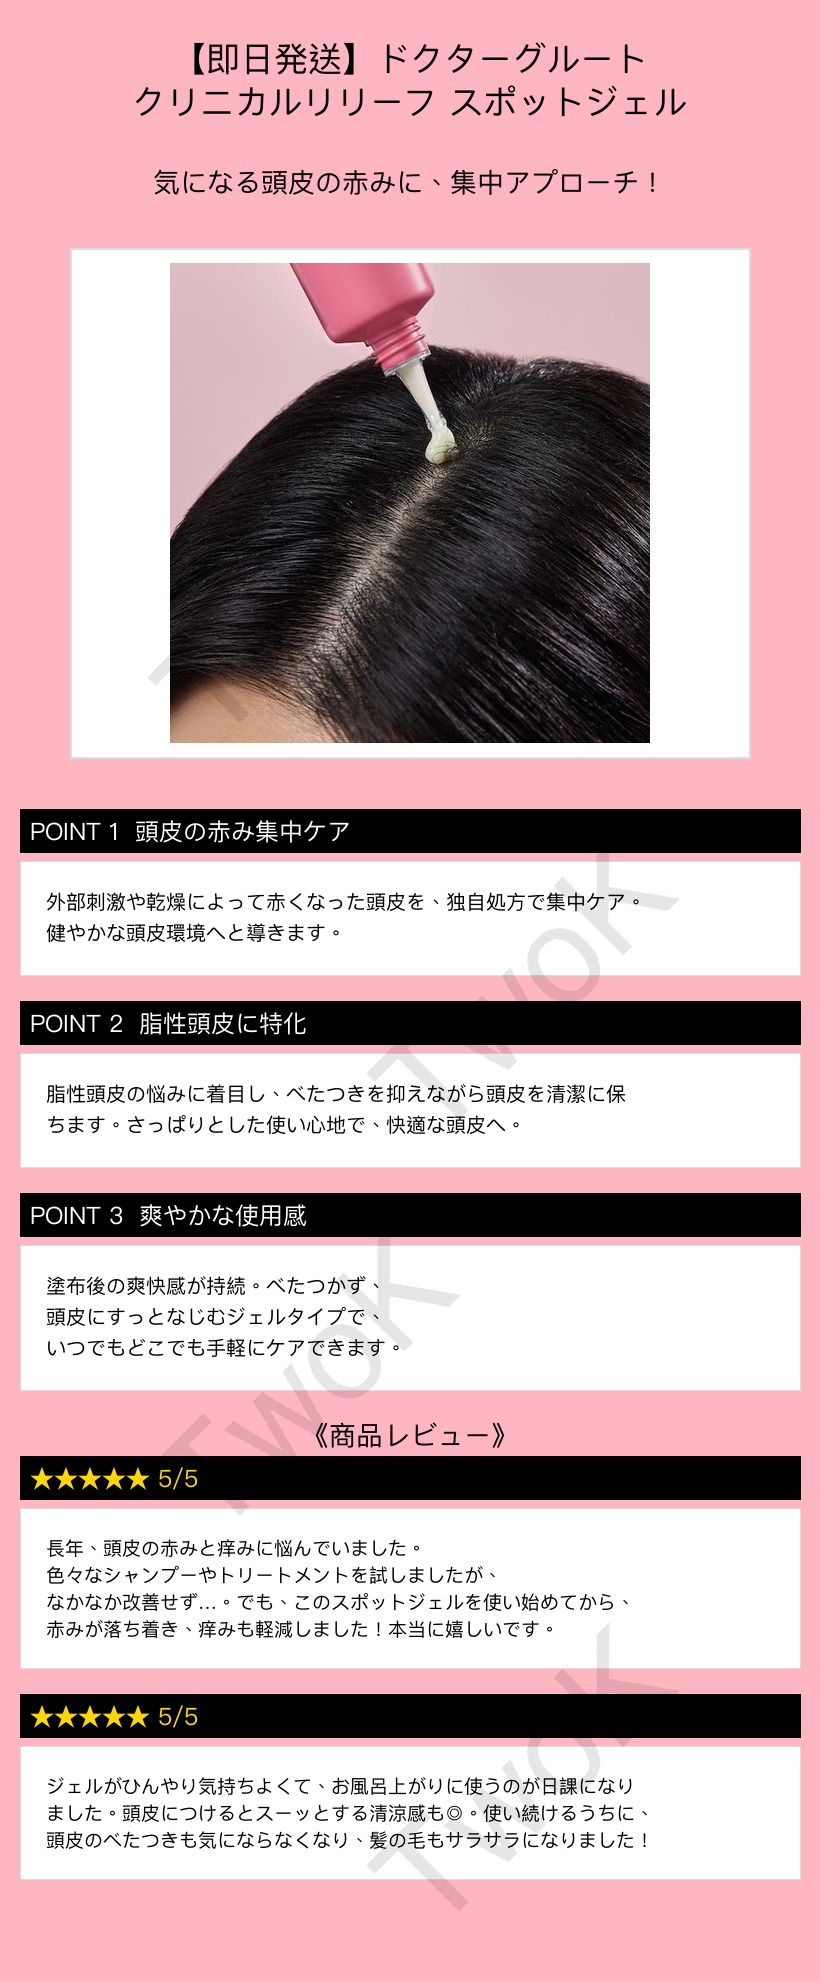 【即日発送】ドクターグルート
クリニカルリリーフ スポットジェル
気になる頭皮の赤みに、集中アプローチ！
POINT 1 頭皮の赤み集中ケア
外部刺激や乾燥によって赤くなった頭皮を、独自処方で集中ケア。
健やかな頭皮環境へと導きます。
POINT 2 脂性頭皮に特化
脂性頭皮の悩みに着目し、べたつきを抑えながら頭皮を清潔に保
ちます。さっぱりとした使い心地で、快適な頭皮へ。
POINT 3 爽やかな使用感
塗布後の爽快感が持続。べたつかず、
頭皮にすっとなじむジェルタイプで、
いつでもどこでも手軽にケアできます。
《商品レビュー》
★★★★★ 5/5
長年、頭皮の赤みと痒みに悩んでいました。
色々なシャンプーやトリートメントを試しましたが、
なかなか改善せず…。でも、このスポットジェルを使い始めてから、
赤みが落ち着き、痒みも軽減しました！本当に嬉しいです。
★★★★★ 5/5
ジェルがひんやり気持ちよくて、お風呂上がりに使うのが日課になり
ました。頭皮につけるとスーッとする清涼感も◎。使い続けるうちに、
頭皮のべたつきも気にならなくなり、髪の毛もサラサラになりました！
TwoK
TwoK
TwoK